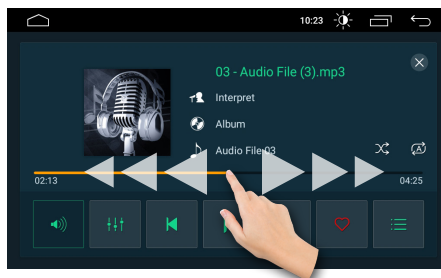 10:23
03 - Audio File (3).mp3
Interpret
Album
Audio File 03
A
02:13
04:25